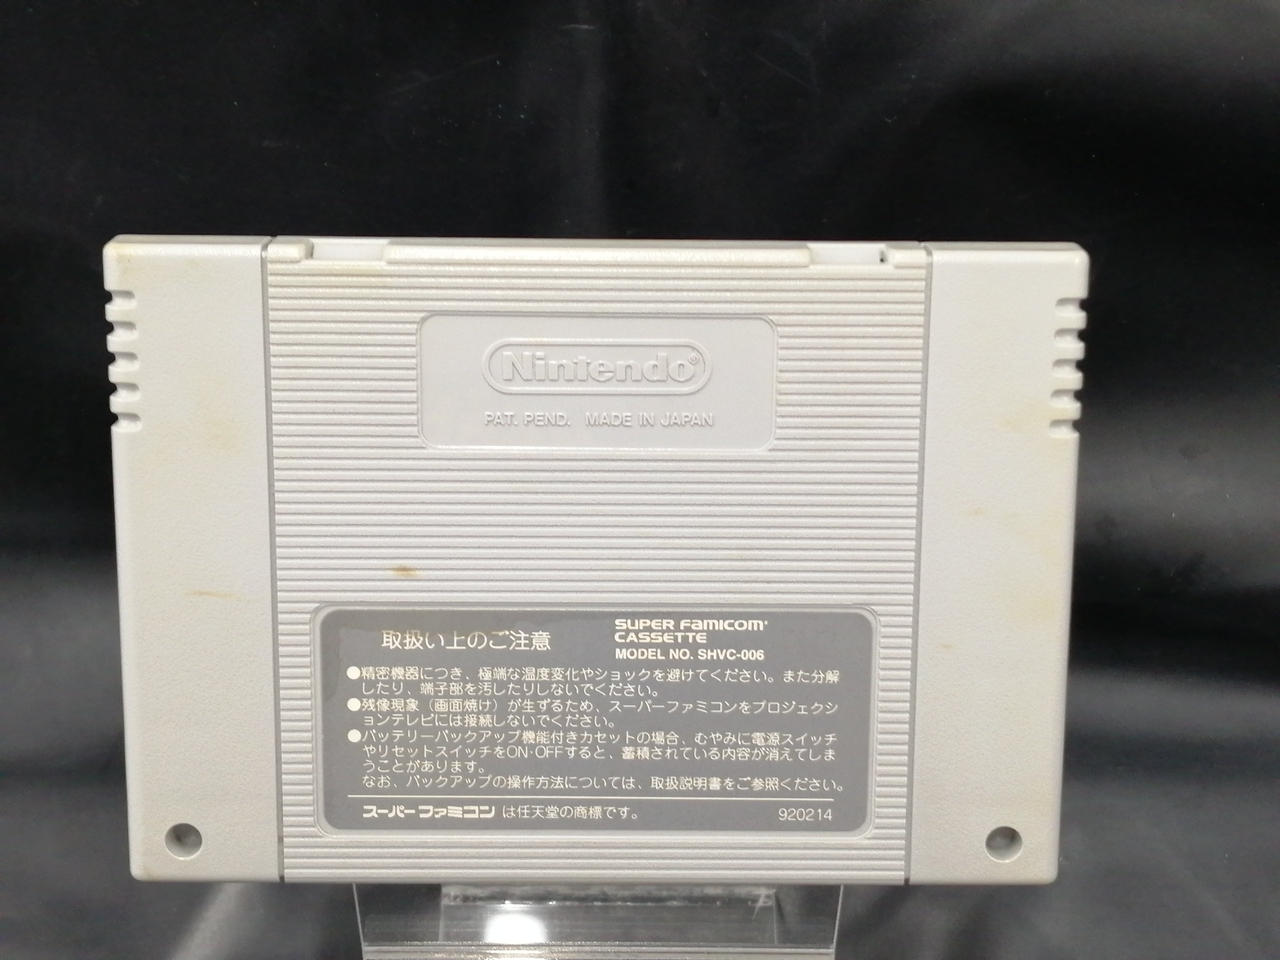 Nintendo®
PAT. PEND. MADE IN JAPAN
取扱い上のご注意
SUPER FAMICOM®
CASSETTE
MODEL NO. SHVC-006
●精密機器につき、極端な温度変化やショックを避けてください。また分解
したり、端子部を汚したりしないでください。
●残像現象（画面焼け）が生ずるため、スーパーファミコンをプロジェクシ
ョンテレビには接続しないでください。
●バッテリーバックアップ機能付きカセットの場合、むやみに電源スイッチ
やリセットスイッチをON·OFFすると、蓄積されている内容が消えてしま
うことがあります。
なお、バックアップの操作方法については、取扱説明書をご参照ください。
スーパーファミコン は任天堂の商標です。
920214